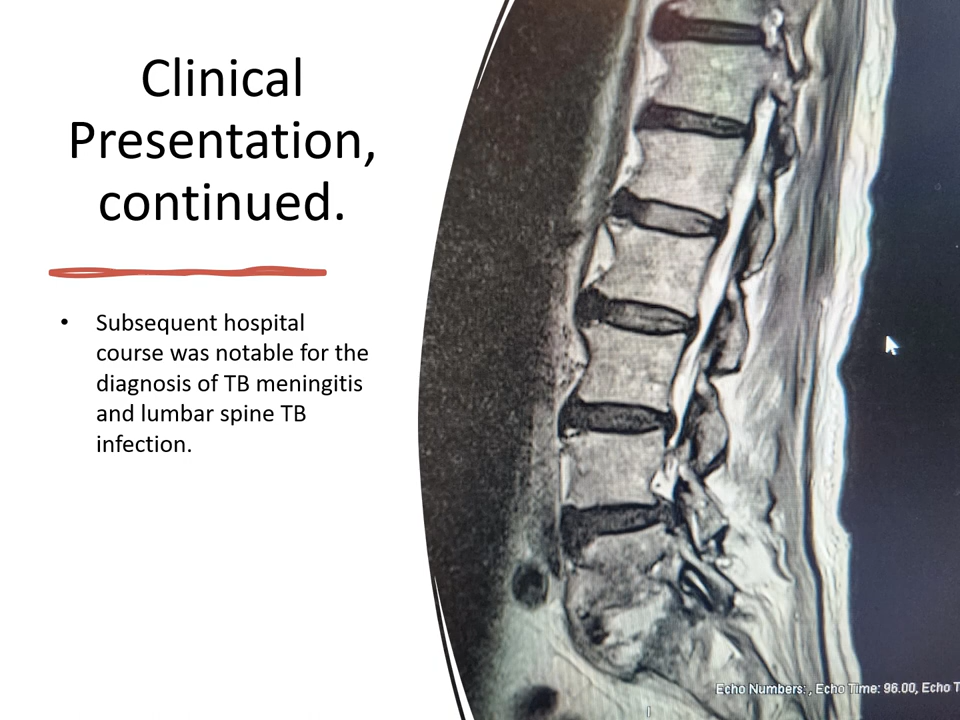 Clinical
Presentation,
continued.
• Subsequent hospital
course was notable for the
diagnosis of TB meningitis
and lumbar spine TB
infection.
Echo Numbers: , Echo Time: 96.00, Echo T